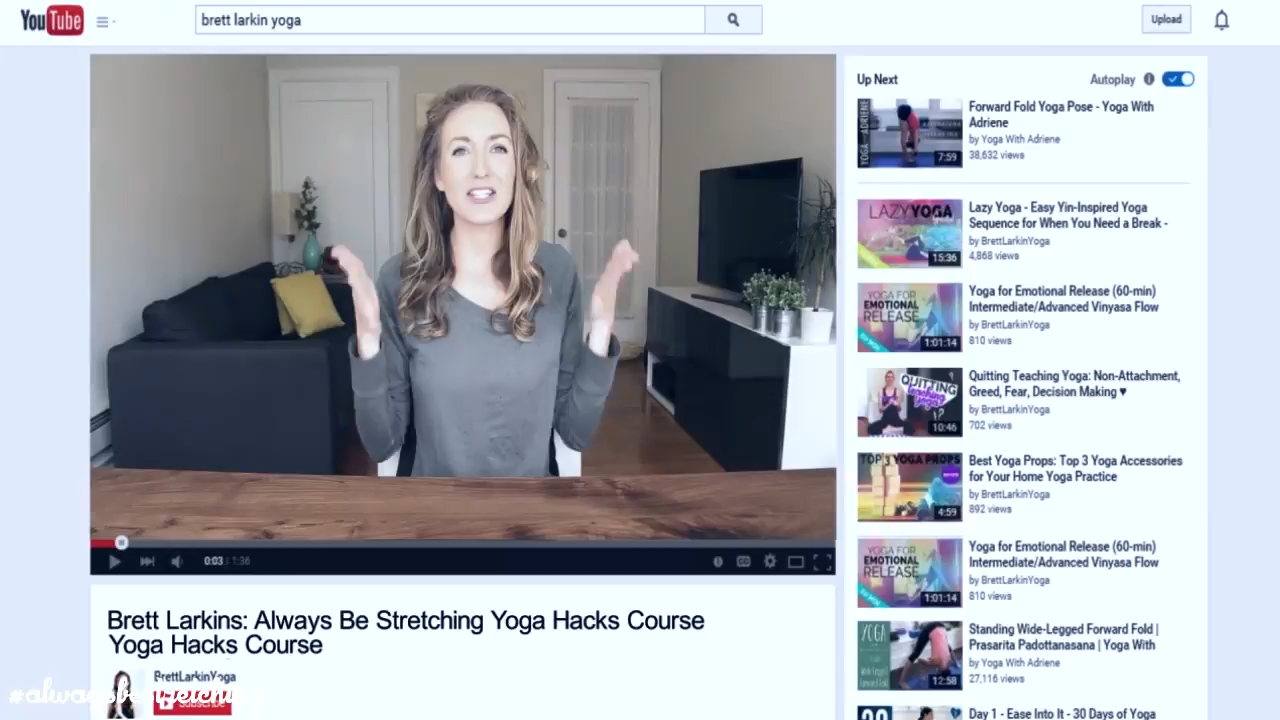 YouTube
brett larkin yoga
Upload
Up Next
Autoplay
YOGA ADRIENE
7:59
Forward Fold Yoga Pose - Yoga With
Adriene
by Yoga With Adriene
38,632 views
LAZY YOGA
15:36
Lazy Yoga - Easy Yin-Inspired Yoga
Sequence for When You Need a Break -
by BrettLarkinYoga
4,868 views
YOGA FOR
EMOTIONAL
RELEASE
1:01:14
Yoga for Emotional Release (60-min)
Intermediate/Advanced Vinyasa Flow
by BrettLarkinYoga
810 views
QUITTING
teaching
yoga
!?
10:46
Quitting Teaching Yoga: Non-Attachment,
Greed, Fear, Decision Making ♥
by BrettLarkinYoga
702 views
TOP 3 YOGA PROPS
4:59
Best Yoga Props: Top 3 Yoga Accessories
for Your Home Yoga Practice
by BrettLarkinYoga
892 views
YOGA FOR
EMOTIONAL
RELEASE
1:01:14
Yoga for Emotional Release (60-min)
Intermediate/Advanced Vinyasa Flow
by BrettLarkinYoga
810 views
YOGA
12:58
Standing Wide-Legged Forward Fold |
Prasarita Padottanasana | Yoga With
by Yoga With Adriene
27,116 views
30
Day 1 - Ease Into It - 30 Days of Yoga
0:03 / 1:36
Brett Larkins: Always Be Stretching Yoga Hacks Course
Yoga Hacks Course
BrettLarkinYoga
Subscribe